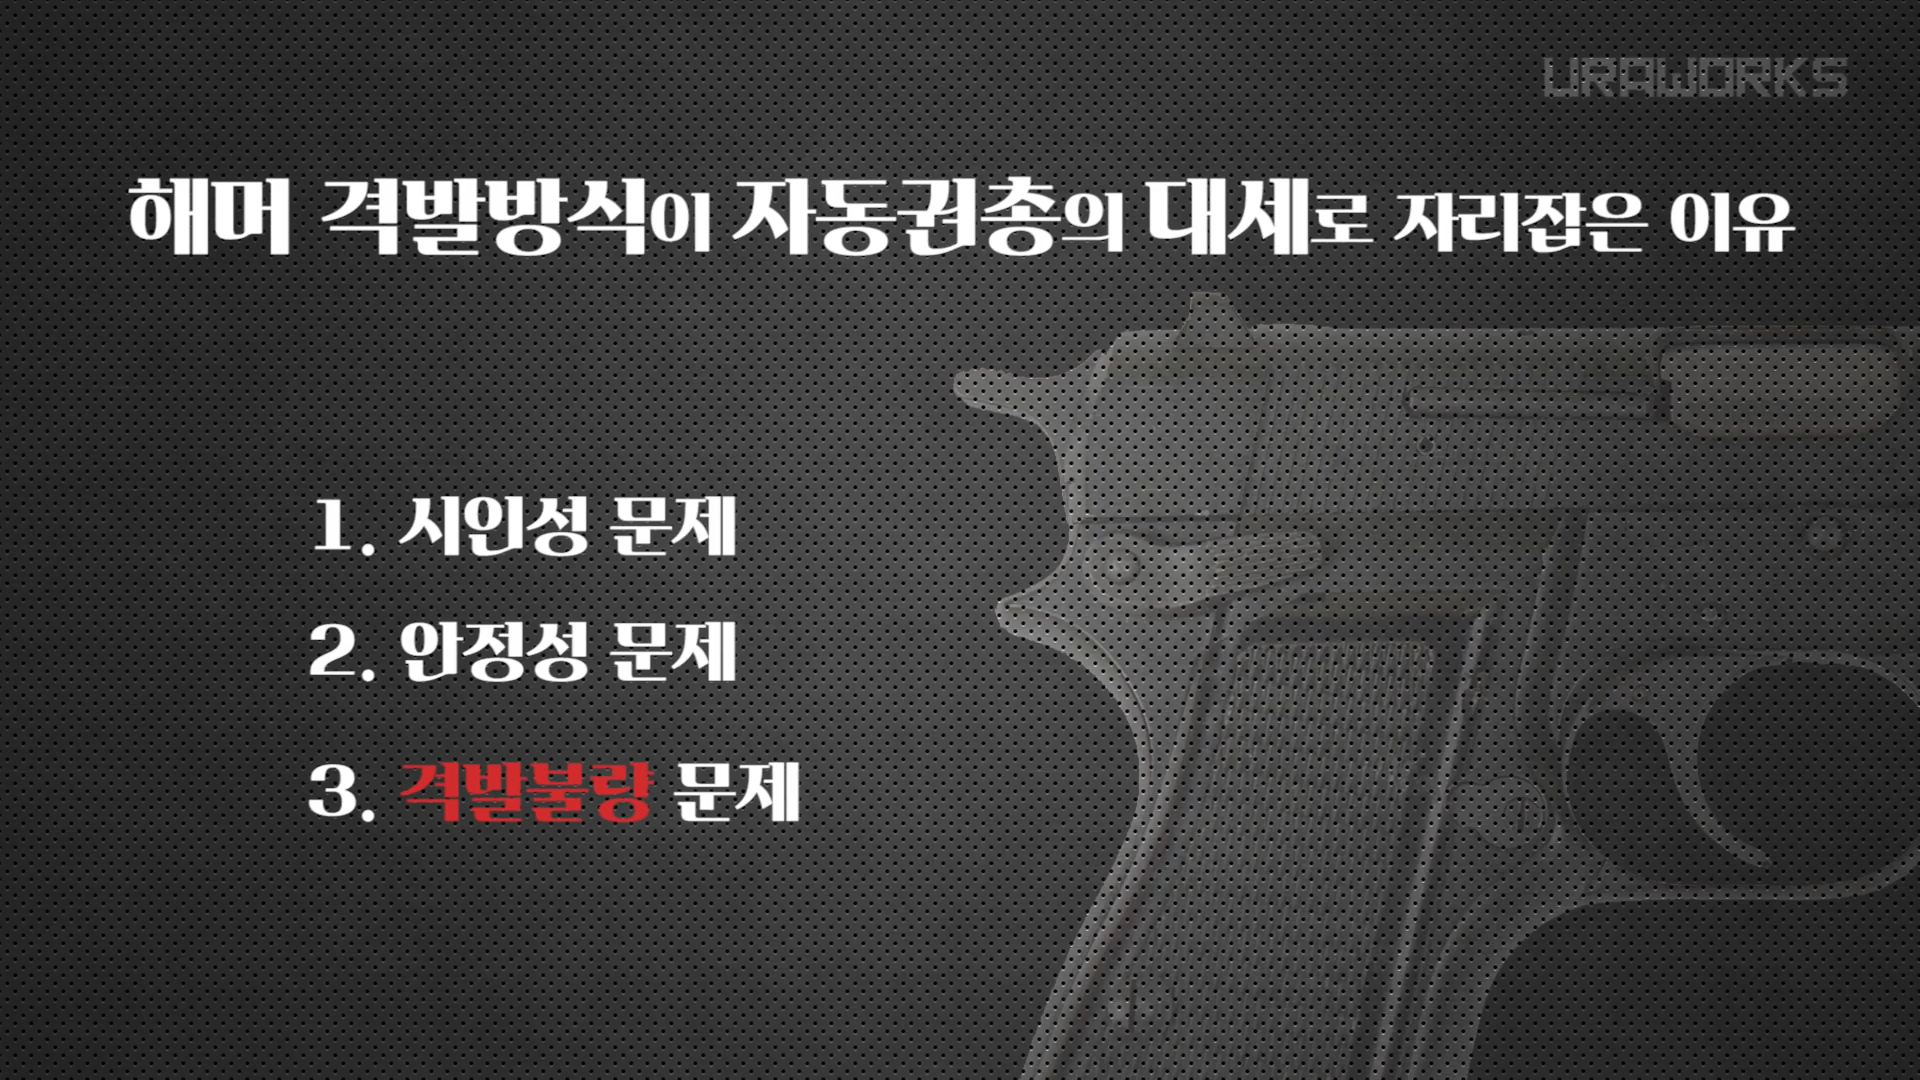 URAWORKS
해머 격발방식이 자동권총의 대세로 자리잡은 이유
1. 시인성 문제
2. 안정성 문제
3. 격발불량 문제